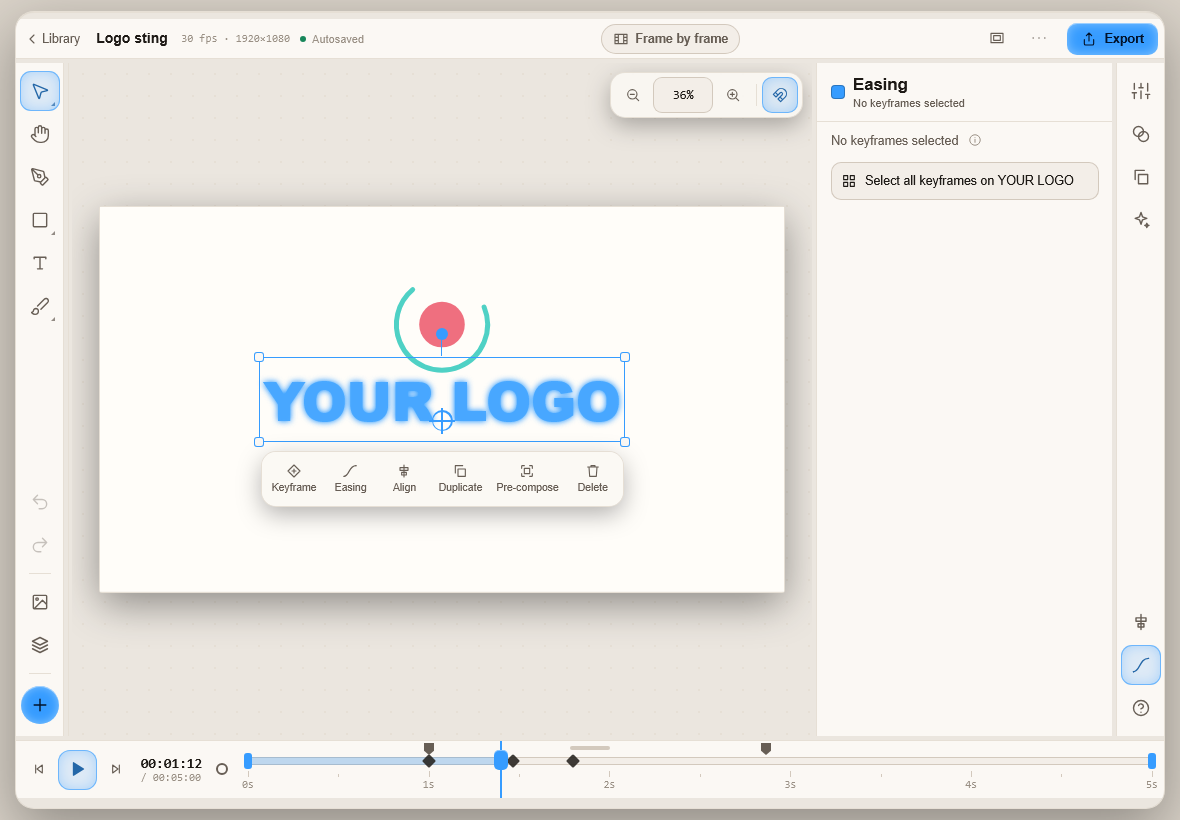 Library
Logo sting
30 fps · 1920×1080
Autosaved
Frame by frame
Export
36%
Easing
No keyframes selected
No keyframes selected
Select all keyframes on YOUR LOGO
YOUR LOGO
Keyframe
Easing
Align
Duplicate
Pre-compose
Delete
00:01:12
/ 00:05:00
0s
1s
2s
3s
4s
5s